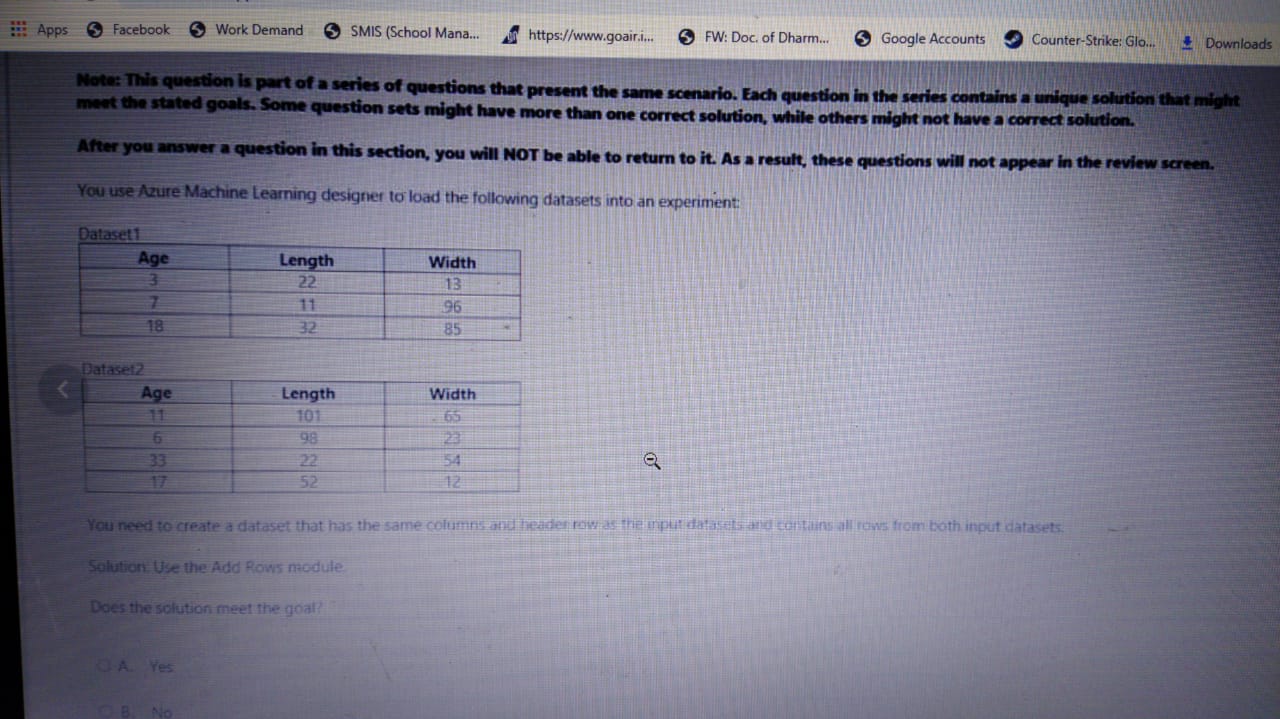 Apps Facebook Work Demand SMIS (School Mana... https://www.goair.i... FW: Doc. of Dharm... Google Accounts Counter-Strike: Glo... Downloads
Note: This question is part of a series of questions that present the same scenario. Each question in the series contains a unique solution that might
meet the stated goals. Some question sets might have more than one correct solution, while others might not have a correct solution.
After you answer a question in this section, you will NOT be able to return to it. As a result, these questions will not appear in the review screen.
You use Azure Machine Learning designer to load the following datasets into an experiment:
Dataset1
Age Length Width
3 22 13
7 11 96
18 32 85
Dataset2
Age Length Width
11 101 65
6 98 23
33 22 54
17 52 12
You need to create a dataset that has the same columns and header row as the input datasets and contains all rows from both input datasets.
Solution: Use the Add Rows module.
Does the solution meet the goal?
A. Yes
B. No